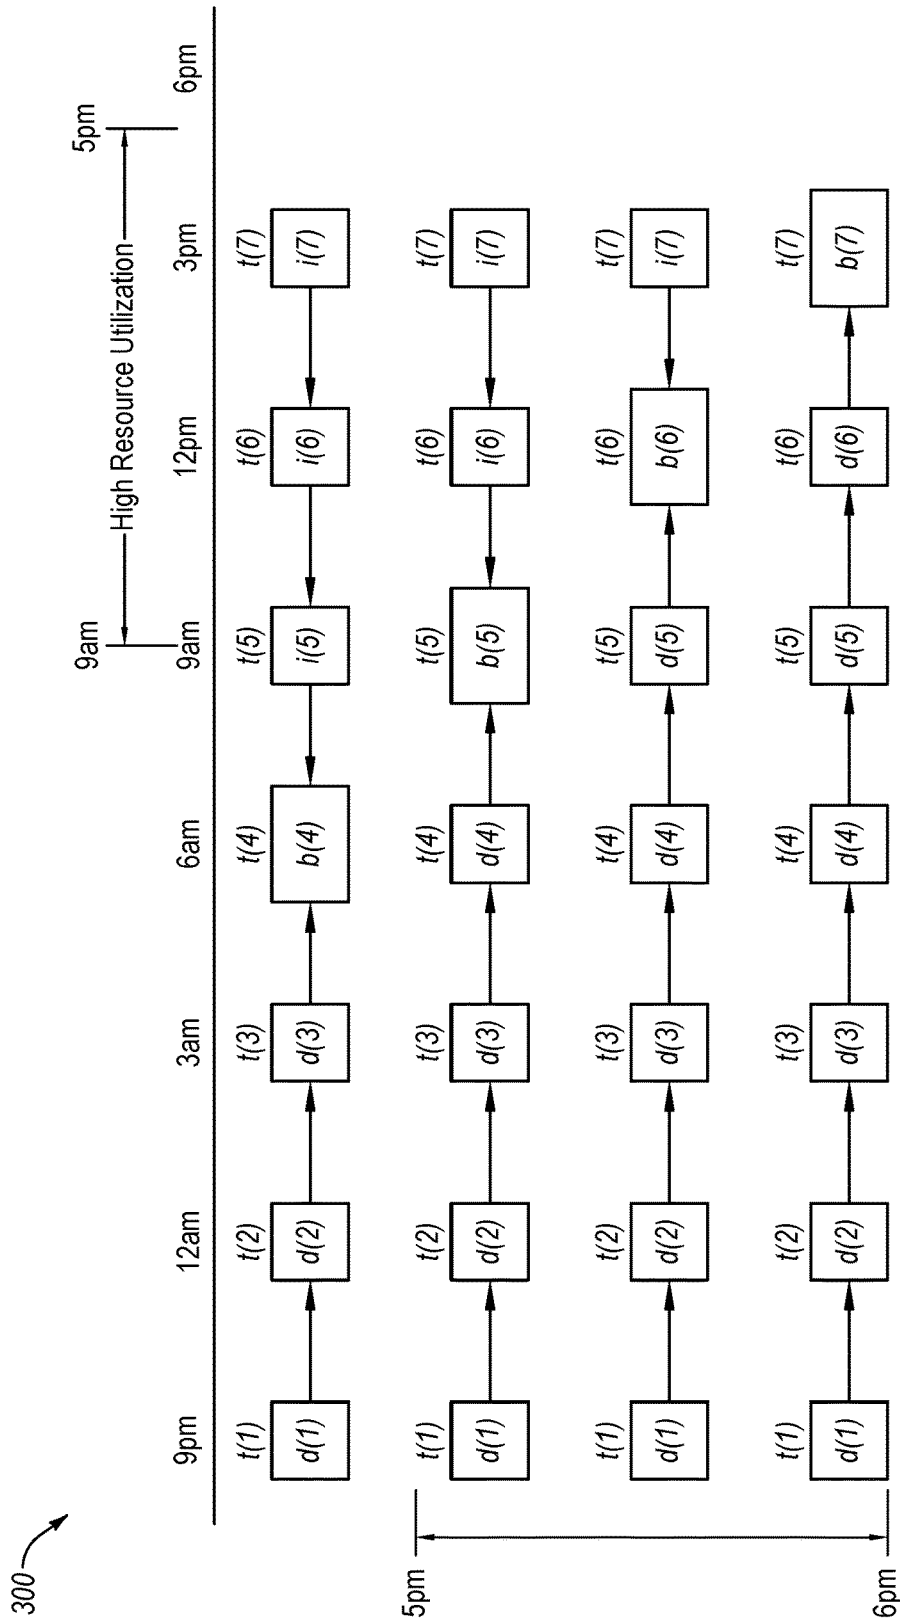 300
9am
5pm
High Resource Utilization
9pm 12am 3am 6am 9am 12pm 3pm 6pm
t(1) t(2) t(3) t(4) t(5) t(6) t(7)
d(1) d(2) d(3) b(4) i(5) i(6) i(7)
5pm
t(1) t(2) t(3) t(4) t(5) t(6) t(7)
d(1) d(2) d(3) d(4) b(5) i(6) i(7)
t(1) t(2) t(3) t(4) t(5) t(6) t(7)
d(1) d(2) d(3) d(4) d(5) b(6) i(7)
t(1) t(2) t(3) t(4) t(5) t(6) t(7)
d(1) d(2) d(3) d(4) d(5) d(6) b(7)
6pm